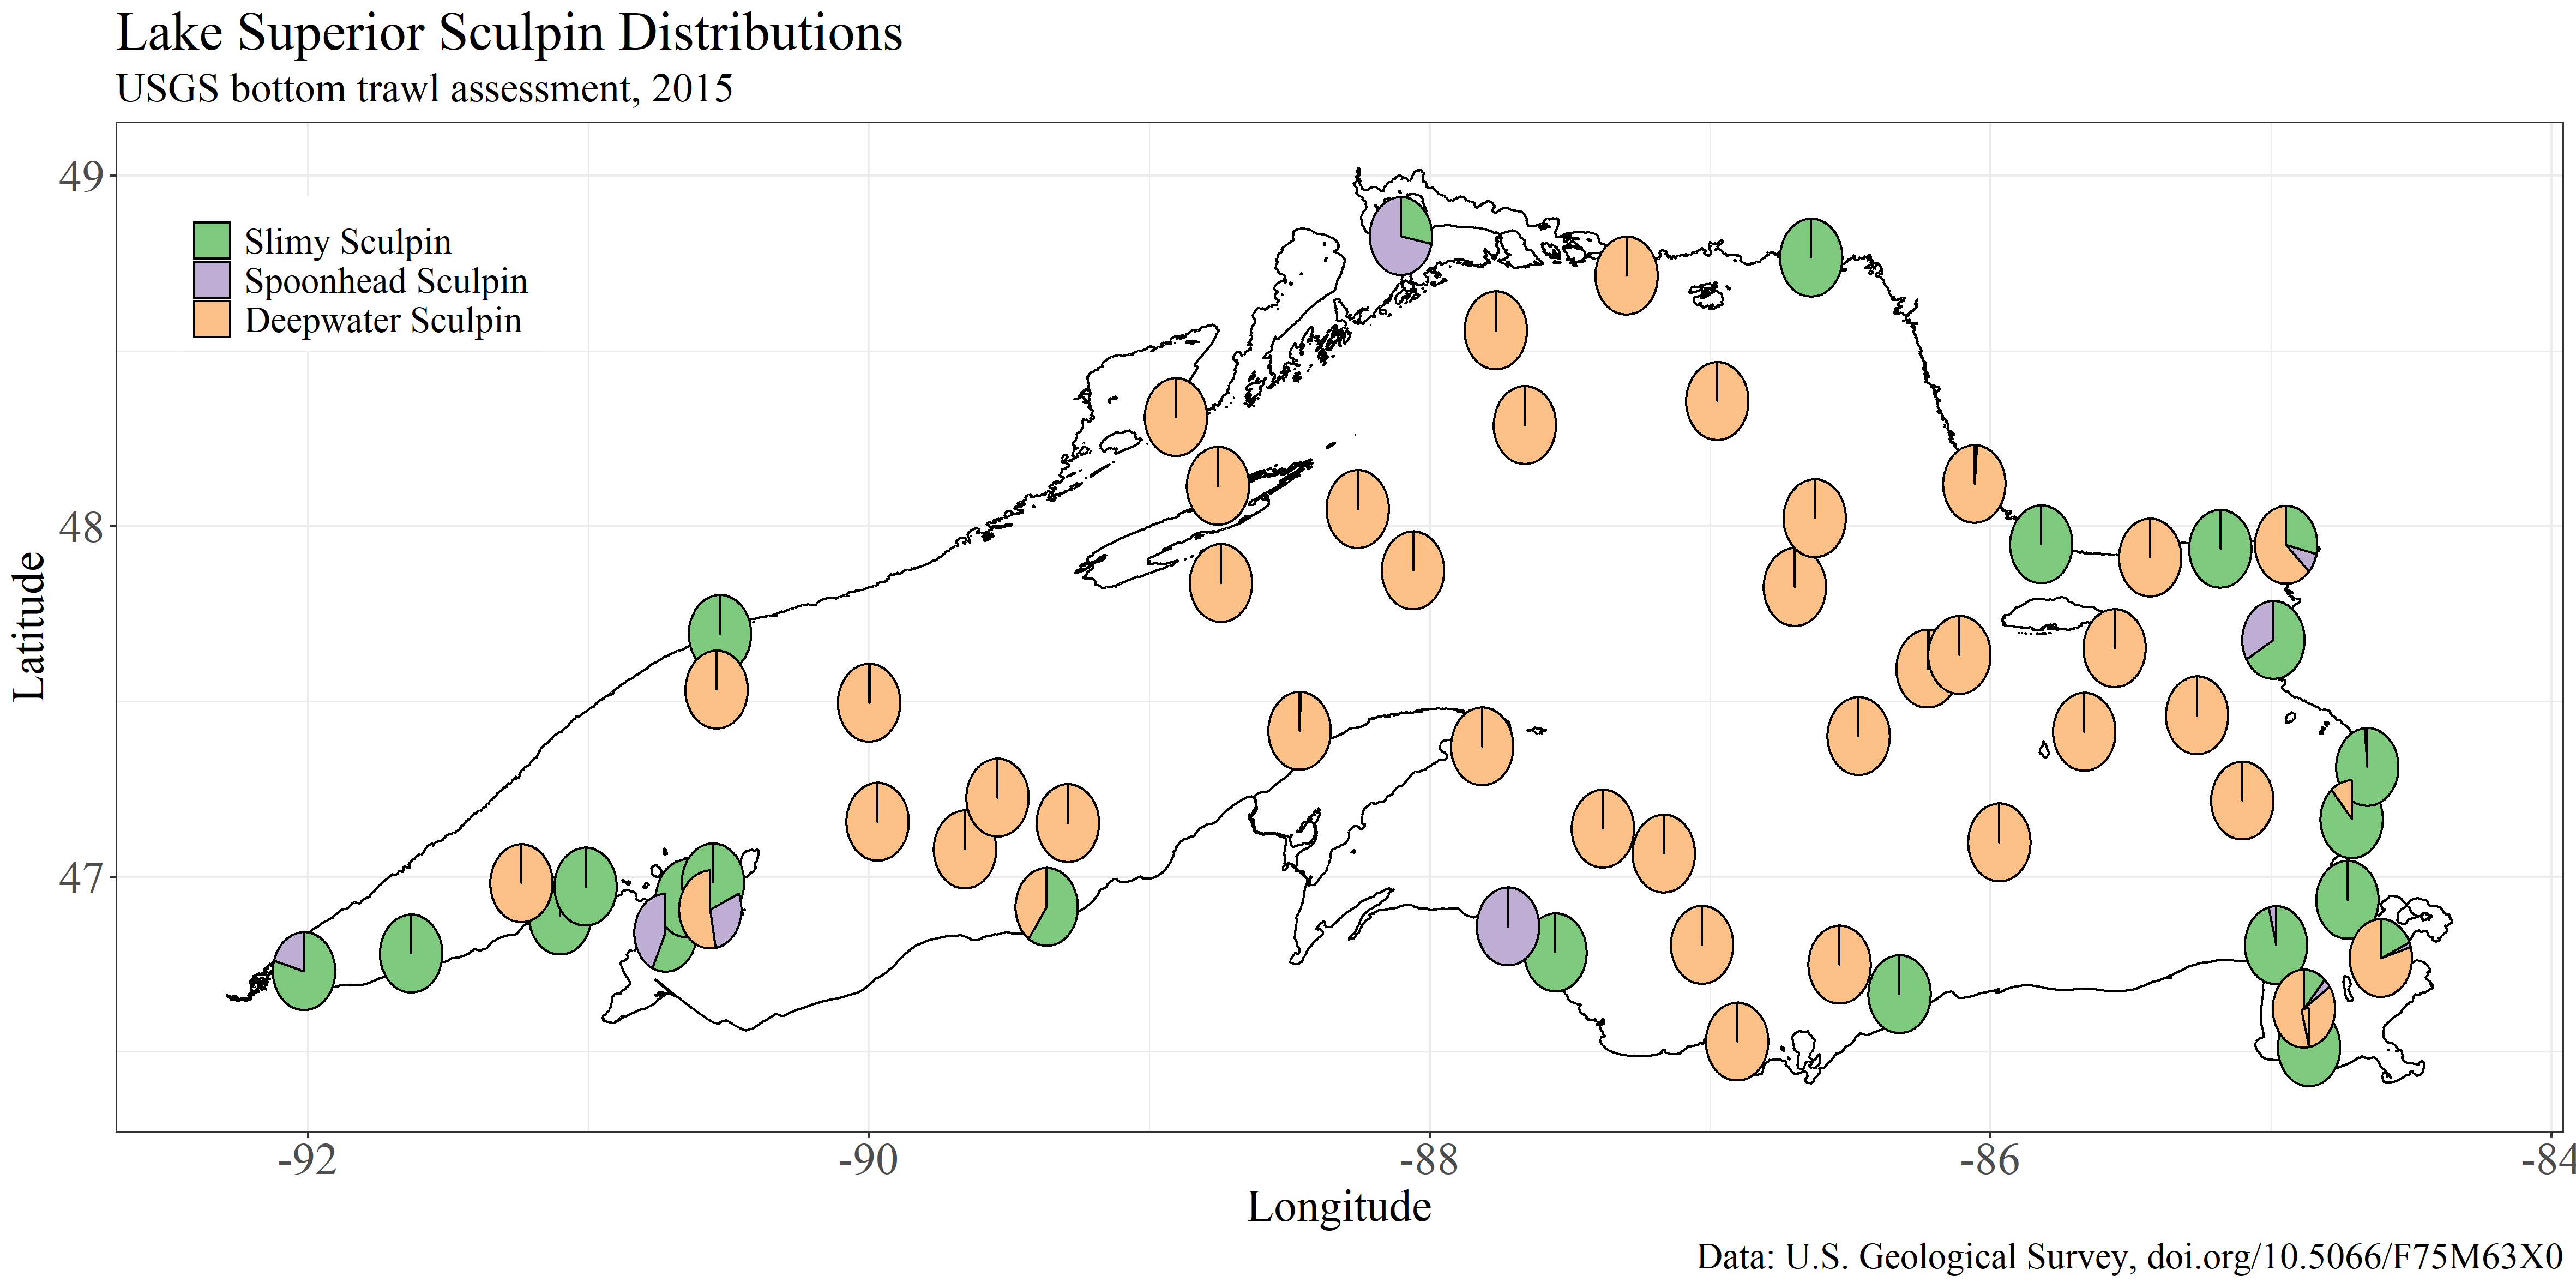 Lake Superior Sculpin Distributions
USGS bottom trawl assessment, 2015
49
48
47
Latitude
Slimy Sculpin
Spoonhead Sculpin
Deepwater Sculpin
-92 -90 -88 -86 -84
Longitude
Data: U.S. Geological Survey, doi.org/10.5066/F75M63X0